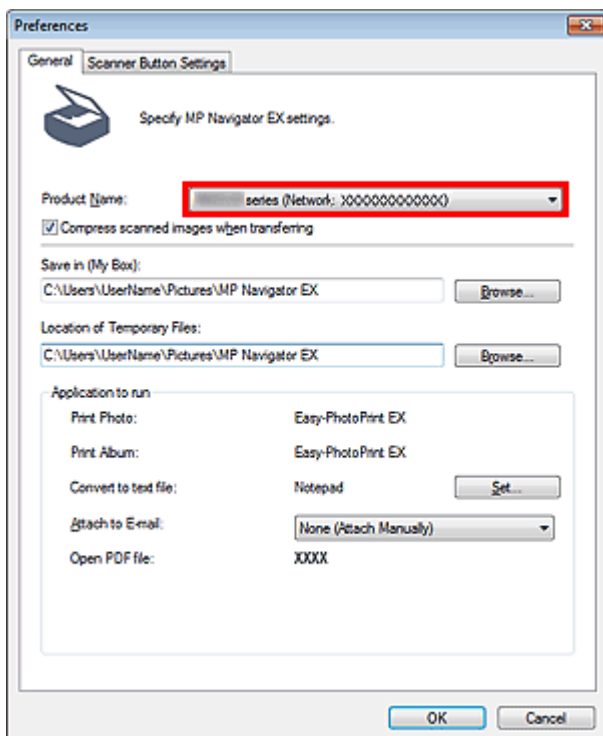 Preferences
General Scanner Button Settings
Specify MP Navigator EX settings.
Product Name: series (Network: XXXXXXXXXXXXX)
Compress scanned images when transferring
Save in (My Box):
C:\Users\UserName\Pictures\MP Navigator EX Browse...
Location of Temporary Files:
C:\Users\UserName\Pictures\MP Navigator EX Browse...
Application to run
Print Photo: Easy-PhotoPrint EX
Print Album: Easy-PhotoPrint EX
Convert to text file: Notepad Set...
Attach to E-mail: None (Attach Manually)
Open PDF file: XXXX
OK Cancel